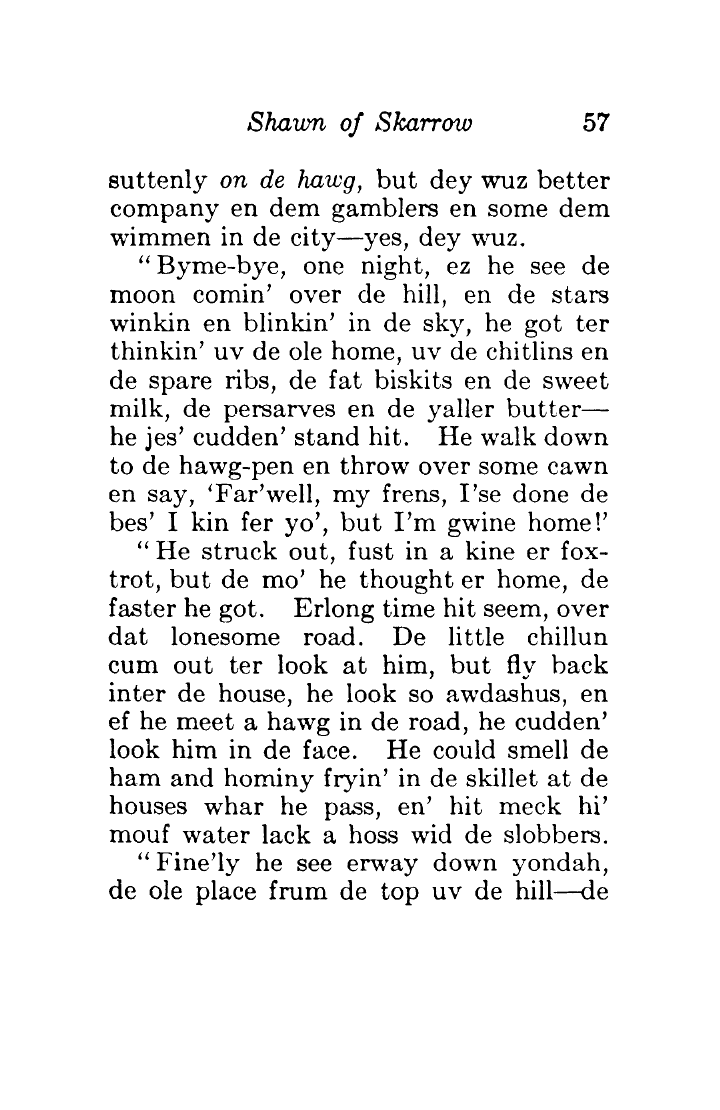 Shawn of Skarrow 57
suttenly on de hawg, but dey wuz better
company en dem gamblers en some dem
wimmen in de city—yes, dey wuz.
“Byme-bye, one night, ez he see de
moon comin’ over de hill, en de stars
winkin en blinkin’ in de sky, he got ter
thinkin’ uv de ole home, uv de chitlins en
de spare ribs, de fat biskits en de sweet
milk, de persarves en de yaller butter—
he jes’ cudden’ stand hit. He walk down
to de hawg-pen en throw over some cawn
en say, ‘Far’well, my frens, I’se done de
bes’ I kin fer yo’, but I’m gwine home!’
“He struck out, fust in a kine er fox-
trot, but de mo’ he thought er home, de
faster he got. Erlong time hit seem, over
dat lonesome road. De little chillun
cum out ter look at him, but fly back
inter de house, he look so awdashus, en
ef he meet a hawg in de road, he cudden’
look him in de face. He could smell de
ham and hominy fryin’ in de skillet at de
houses whar he pass, en’ hit meck hi’
mouf water lack a hoss wid de slobbers.
“Fine’ly he see erway down yondah,
de ole place frum de top uv de hill—de